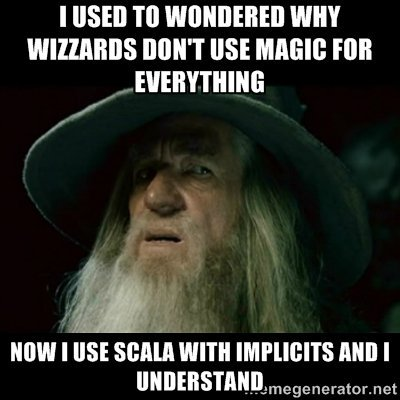 I USED TO WONDERED WHY
WIZZARDS DON'T USE MAGIC FOR
EVERYTHING
NOW I USE SCALA WITH IMPLICITS AND I
UNDERSTAND
memegenerator.net